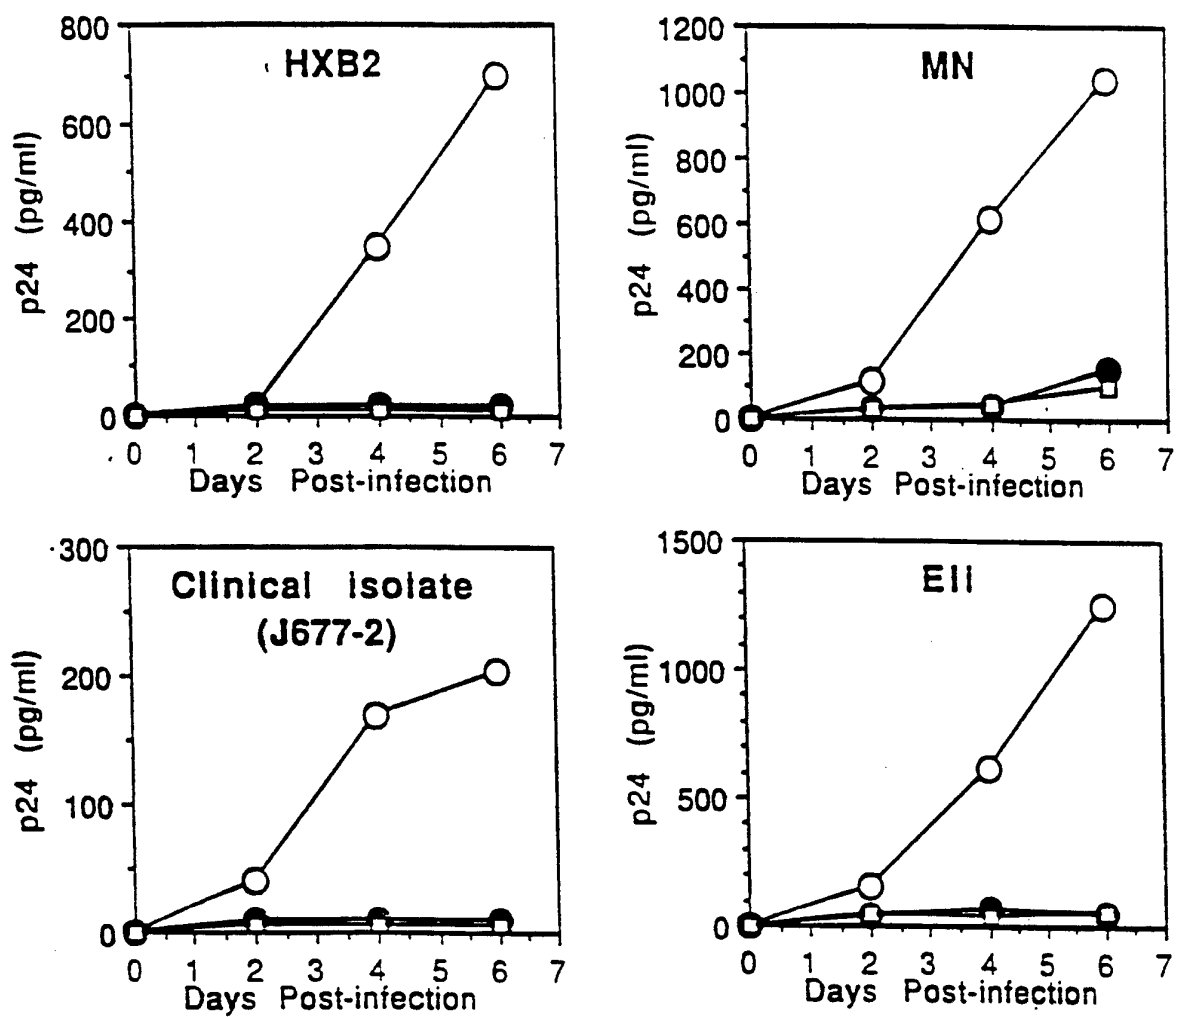 HXB2
p24 (pg/ml)
800
600
400
200
0
0 1 2 3 4 5 6 7
Days Post-infection
MN
p24 (pg/ml)
1200
1000
800
600
400
200
0
0 1 2 3 4 5 6 7
Days Post-infection
Clinical Isolate
(J677-2)
p24 (pg/ml)
300
200
100
0
0 1 2 3 4 5 6 7
Days Post-infection
Eli
p24 (pg/ml)
1500
1000
500
0
0 1 2 3 4 5 6 7
Days Post-infection